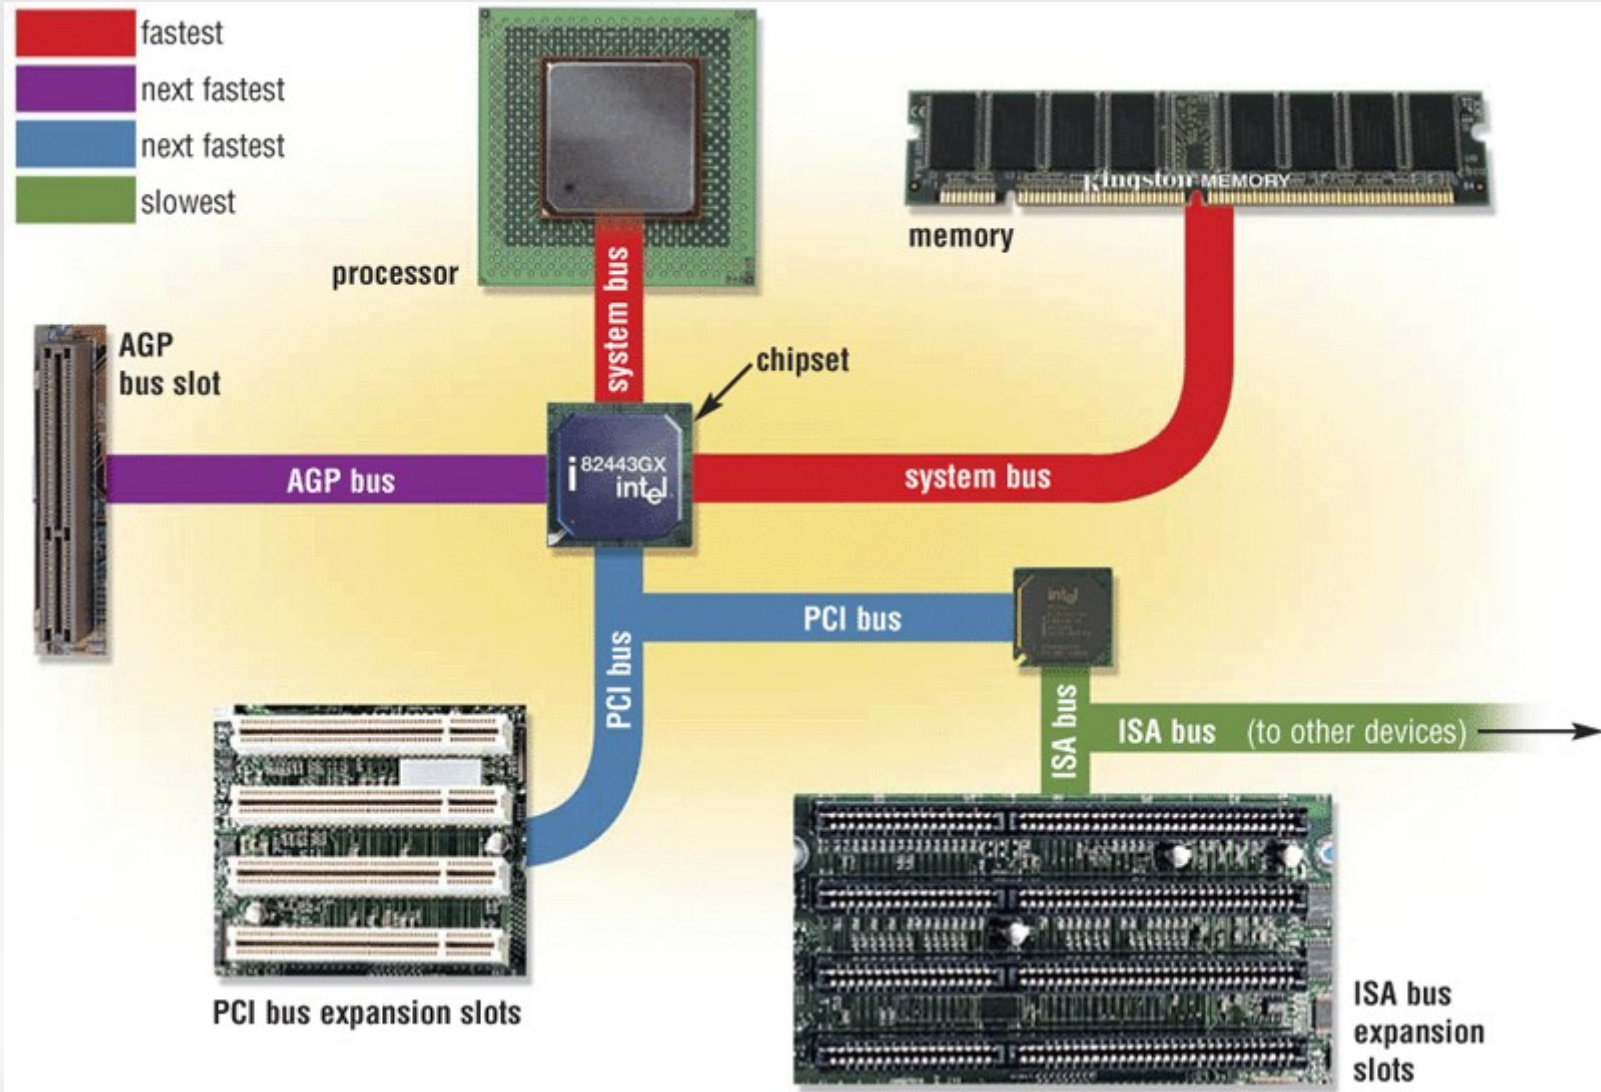 fastest
next fastest
next fastest
slowest
processor
Kingston MEMORY
memory
system bus
AGP
bus slot
chipset
82443GX
intel
AGP bus
system bus
intel
PCI bus
PCI bus
ISA bus
ISA bus (to other devices)
PCI bus expansion slots
ISA bus
expansion
slots